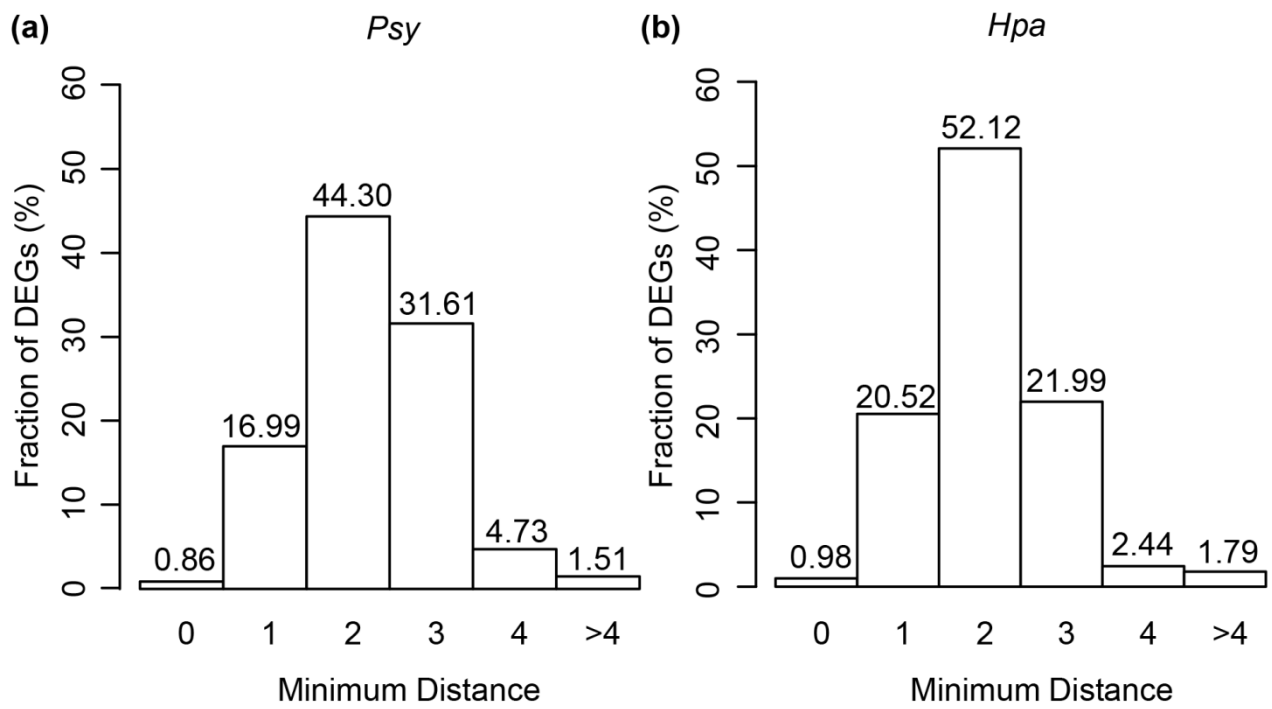 (a)
Psy
Fraction of DEGs (%)
60
50
40
30
20
10
0
0.86
16.99
44.30
31.61
4.73
1.51
0 1 2 3 4 >4
Minimum Distance
(b)
Hpa
Fraction of DEGs (%)
60
50
40
30
20
10
0
0.98
20.52
52.12
21.99
2.44
1.79
0 1 2 3 4 >4
Minimum Distance